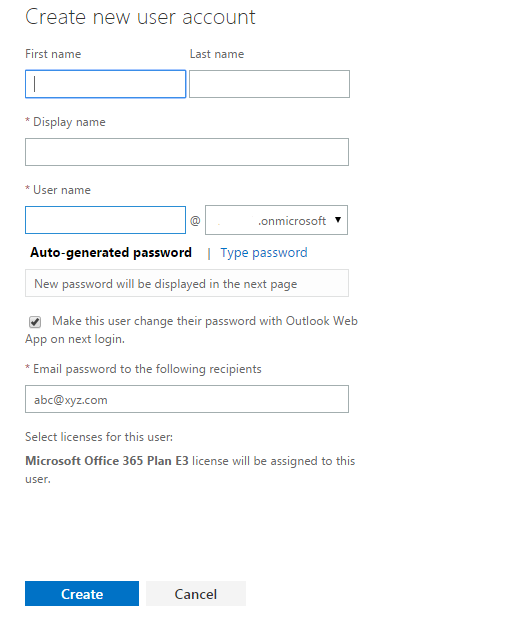 Create new user account
First name Last name
* Display name
* User name
@ .onmicrosoft
Auto-generated password | Type password
New password will be displayed in the next page
Make this user change their password with Outlook Web
App on next login.
* Email password to the following recipients
abc@xyz.com
Select licenses for this user:
Microsoft Office 365 Plan E3 license will be assigned to this
user.
Create Cancel